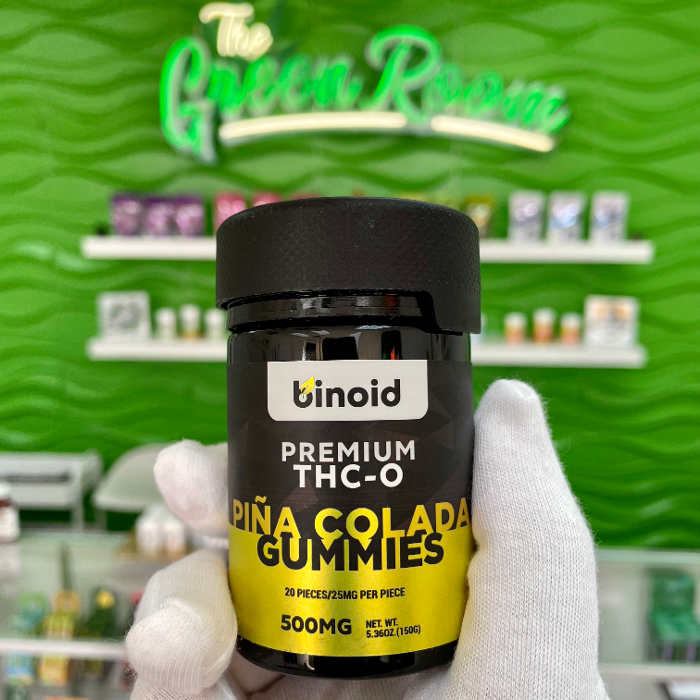 The
Green Room
binoid
PREMIUM
THC-O
PIÑA COLADA
GUMMIES
20 PIECES/25MG PER PIECE
500MG
NET. WT.
5.36OZ.(150G)